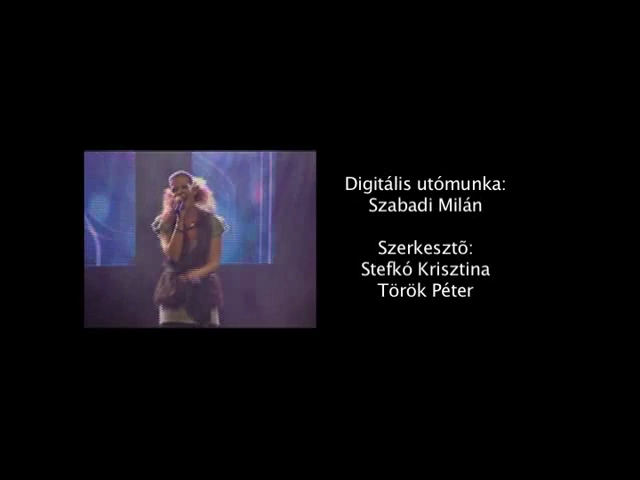 Digitális utómunka:
Szabadi Milán
Szerkesztõ:
Stefkó Krisztina
Török Péter